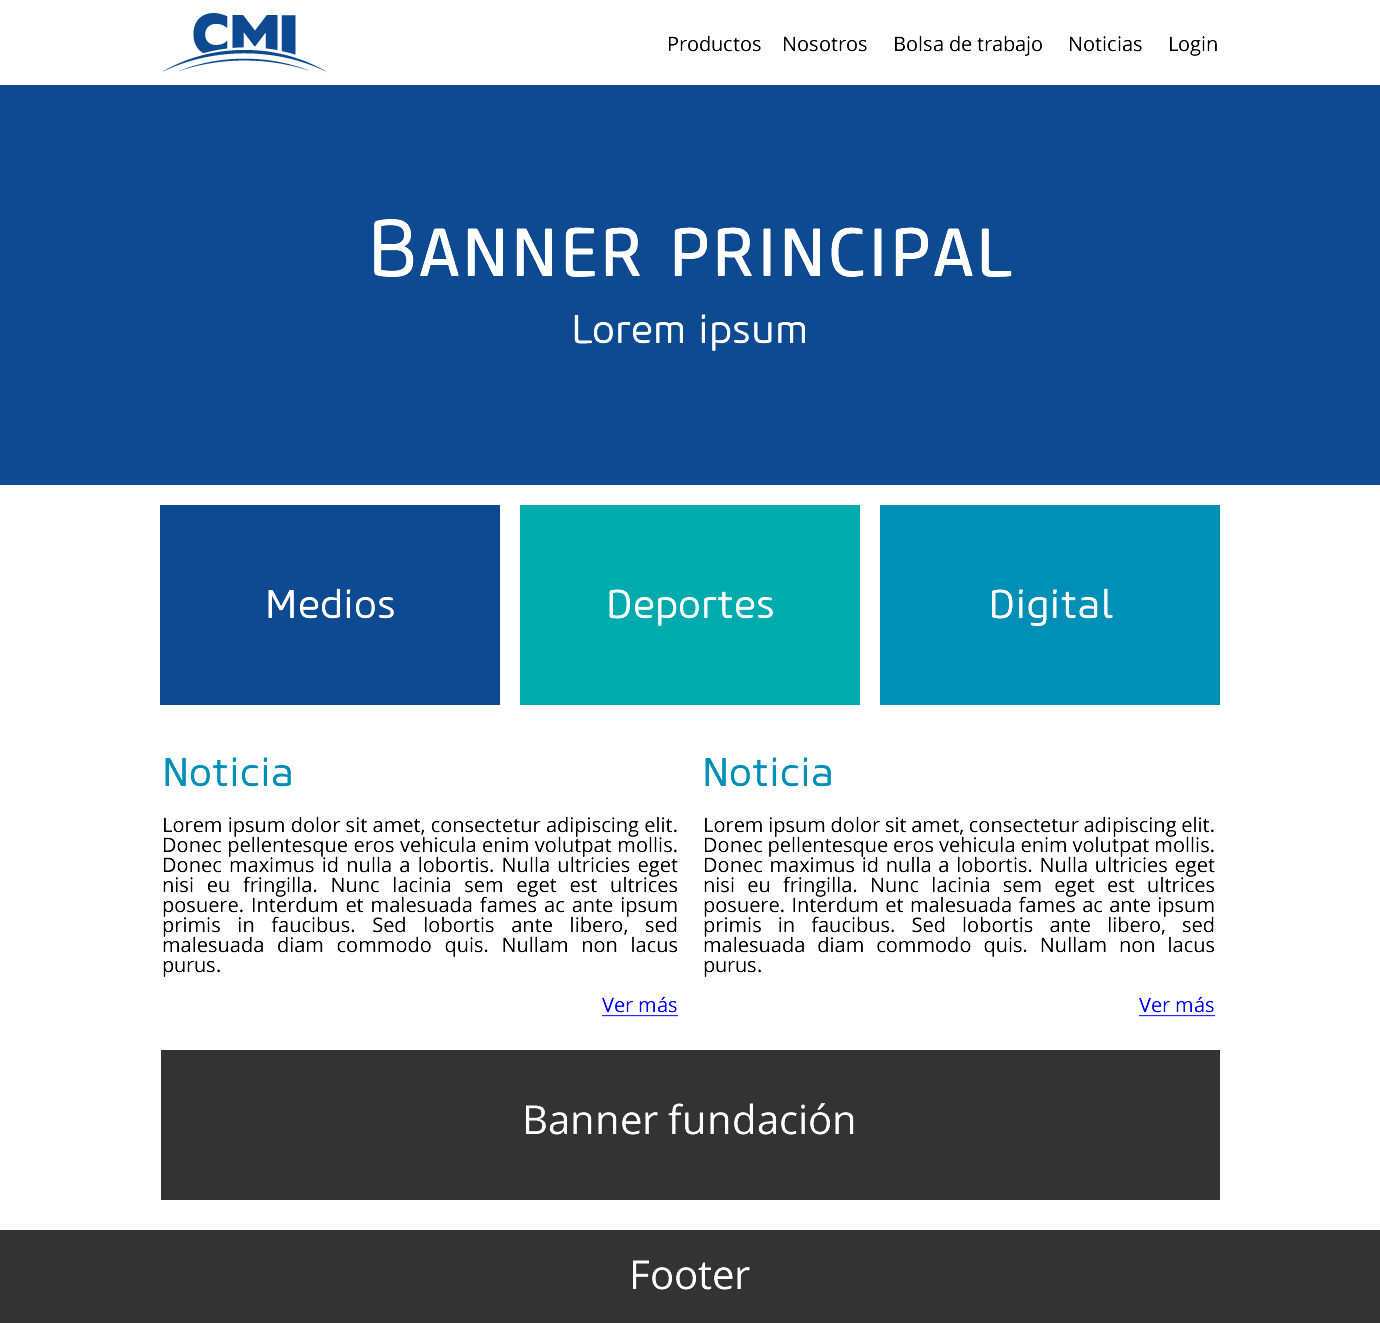 CMI
Productos Nosotros Bolsa de trabajo Noticias Login
Banner principal
Lorem ipsum
Medios
Deportes
Digital
Noticia
Lorem ipsum dolor sit amet, consectetur adipiscing elit.
Donec pellentesque eros vehicula enim volutpat mollis.
Donec maximus id nulla a lobortis. Nulla ultricies eget
nisi eu fringilla. Nunc lacinia sem eget est ultrices
posuere. Interdum et malesuada fames ac ante ipsum
primis in faucibus. Sed lobortis ante libero, sed
malesuada diam commodo quis. Nullam non lacus
purus.
Ver más
Noticia
Lorem ipsum dolor sit amet, consectetur adipiscing elit.
Donec pellentesque eros vehicula enim volutpat mollis.
Donec maximus id nulla a lobortis. Nulla ultricies eget
nisi eu fringilla. Nunc lacinia sem eget est ultrices
posuere. Interdum et malesuada fames ac ante ipsum
primis in faucibus. Sed lobortis ante libero, sed
malesuada diam commodo quis. Nullam non lacus
purus.
Ver más
Banner fundación
Footer